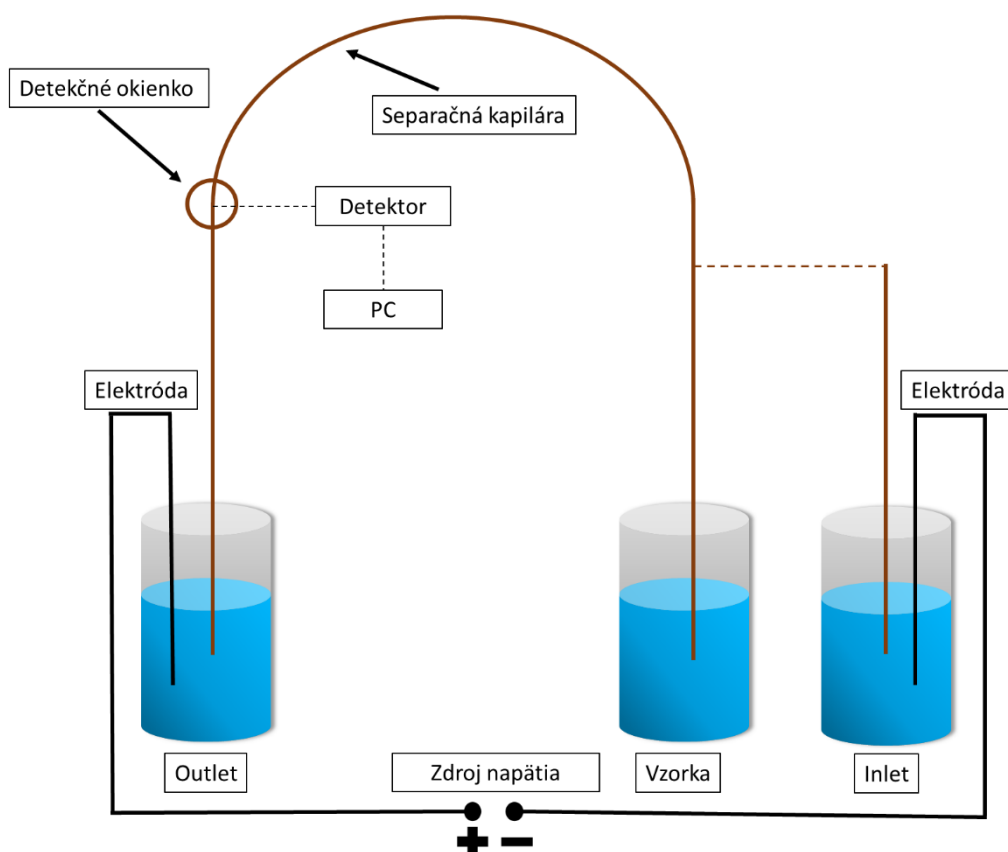 Detekčné okienko
Separačná kapilára
Detektor
PC
Elektróda
Elektróda
Outlet
Zdroj napätia
Vzorka
Inlet
+ −